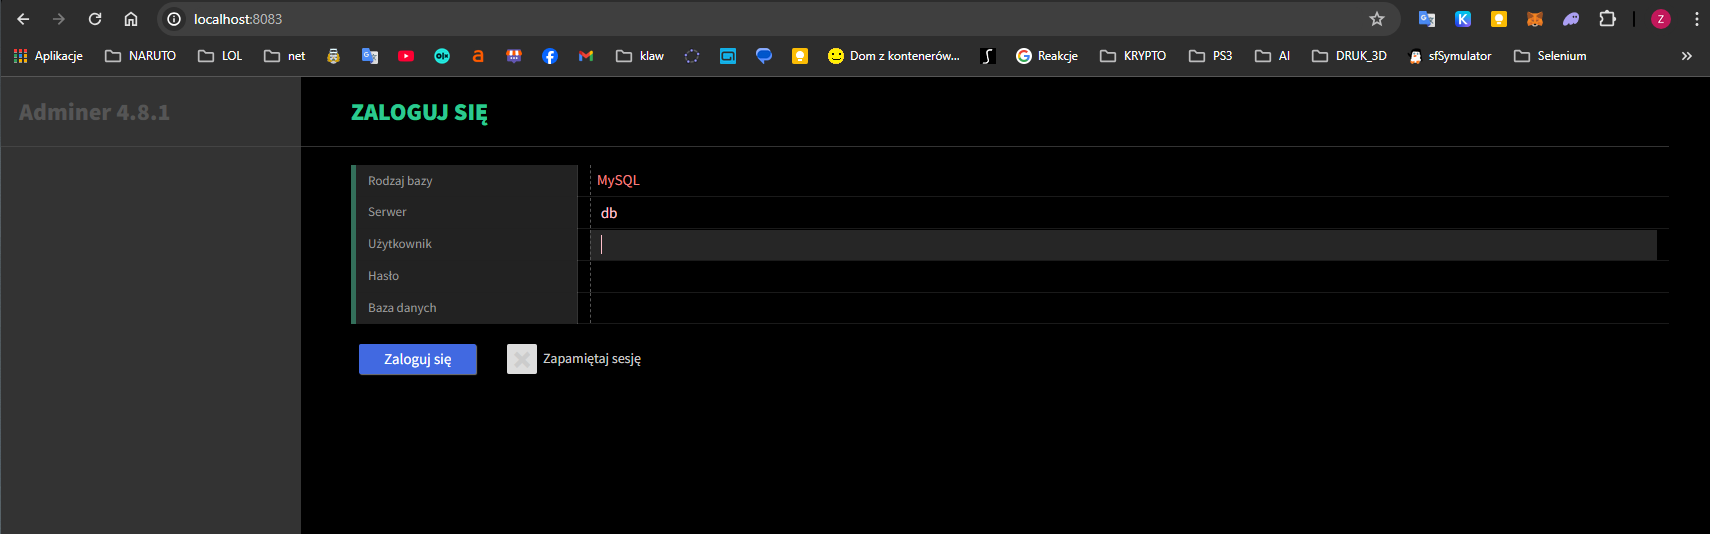 localhost:8083
Z
Aplikacje NARUTO LOL net klaw Dom z kontenerów... Reakcje KRYPTO PS3 AI DRUK_3D sfSymulator Selenium
Adminer 4.8.1
ZALOGUJ SIĘ
Rodzaj bazy MySQL
Serwer db
Użytkownik
Hasło
Baza danych
Zaloguj się Zapamiętaj sesję